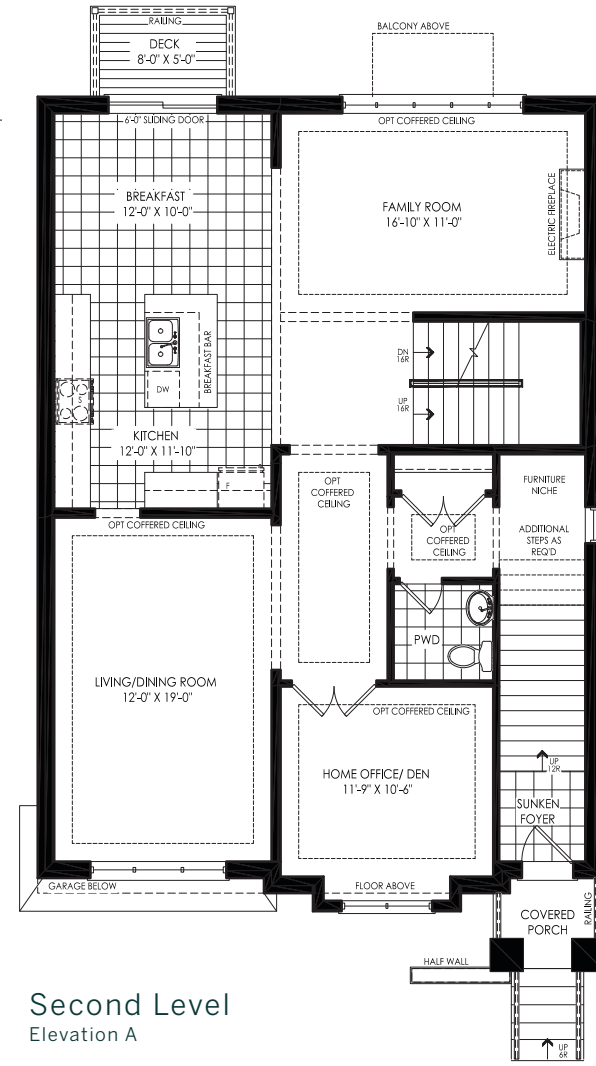 RAILING
DECK
8'-0" X 5'-0"
BALCONY ABOVE
6'-0" SLIDING DOOR
OPT COFFERED CEILING
BREAKFAST
12'-0" X 10'-0"
FAMILY ROOM
16'-10" X 11'-0"
ELECTRIC FIREPLACE
BREAKFAST BAR
DW
S
DN
16R
UP
16R
KITCHEN
12'-0" X 11'-10"
F
OPT
COFFERED
CEILING
FURNITURE
NICHE
OPT COFFERED CEILING
OPT
COFFERED
CEILING
ADDITIONAL
STEPS AS
REQ'D
PWD
LIVING/DINING ROOM
12'-0" X 19'-0"
OPT COFFERED CEILING
HOME OFFICE/ DEN
11'-9" X 10'-6"
UP
12R
SUNKEN
FOYER
GARAGE BELOW
FLOOR ABOVE
COVERED
PORCH
RAILING
HALF WALL
UP
6R
Second Level
Elevation A